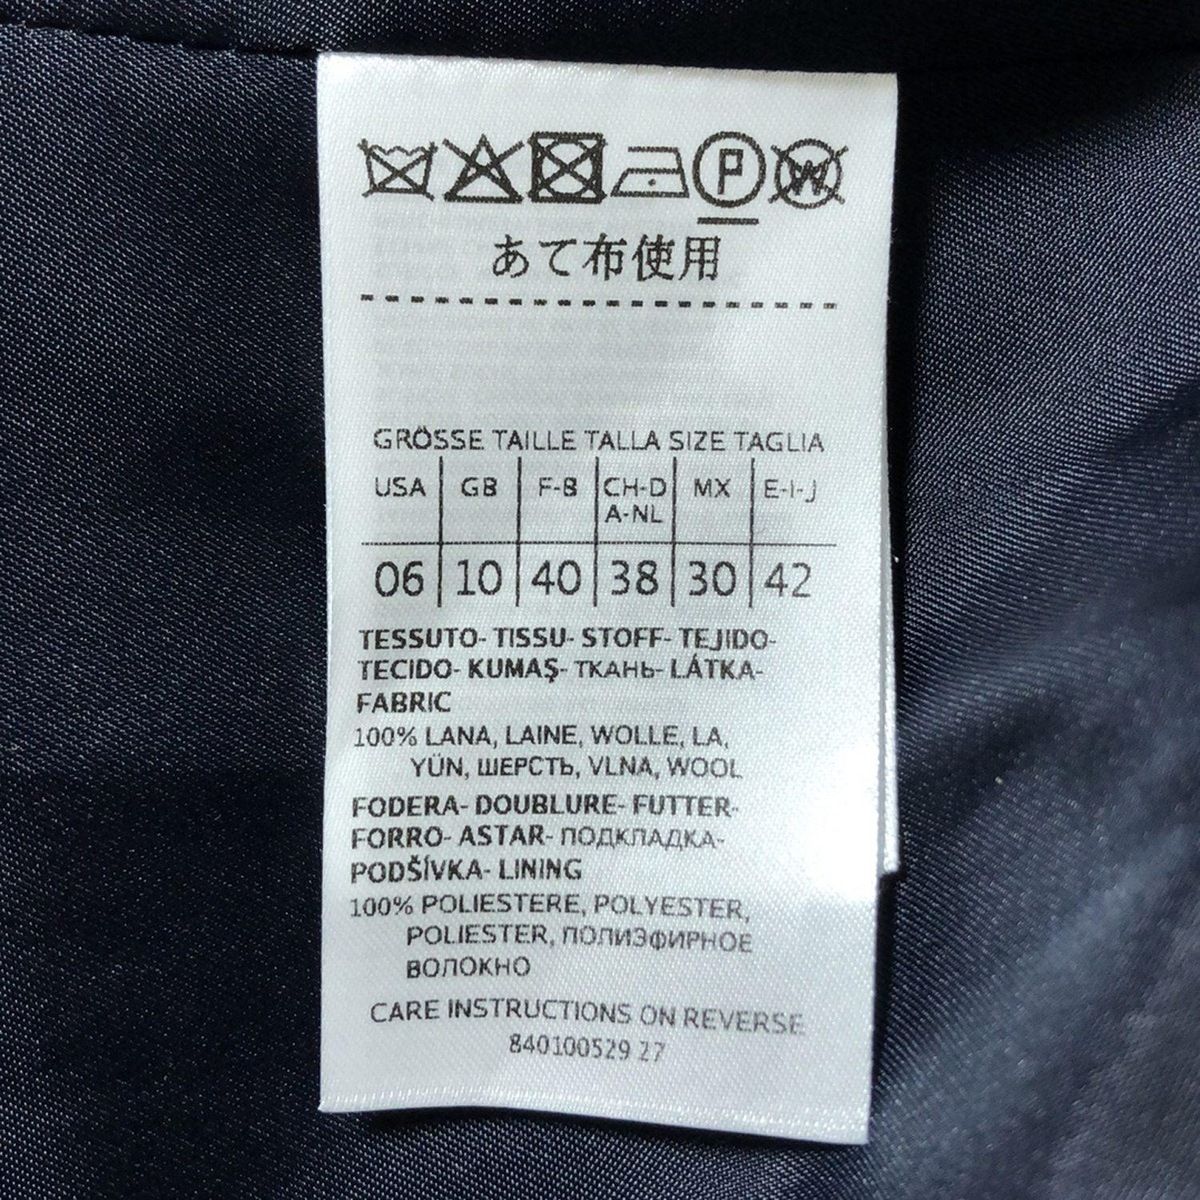 P W
あて布使用
GRÖSSE TAILLE TALLA SIZE TAGLIA
USA GB F-B CH-D A-NL MX E-I-J
06 10 40 38 30 42
TESSUTO- TISSU- STOFF- TEJIDO-
TECIDO- KUMAŞ- ТКАНЬ- LÁTKA-
FABRIC
100% LANA, LAINE, WOLLE, LA,
YÜN, ШЕРСТЬ, VLNA, WOOL
FODERA- DOUBLURE- FUTTER-
FORRO- ASTAR- ПОДКЛАДКА-
PODŠÍVKA- LINING
100% POLIESTERE, POLYESTER,
POLIESTER, ПОЛИЭФИРНОЕ
ВОЛОКНО
CARE INSTRUCTIONS ON REVERSE
840100529 27